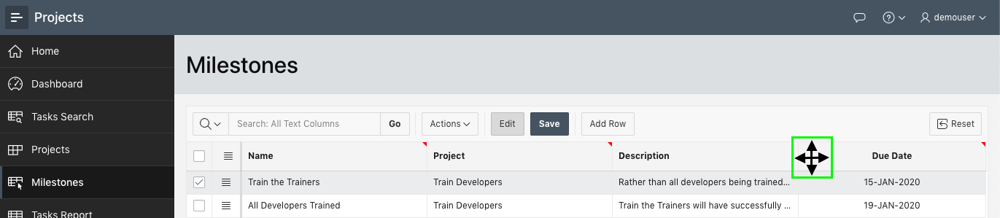 Projects
demouser
Home
Dashboard
Tasks Search
Projects
Milestones
Tasks Report
Milestones
Search: All Text Columns Go Actions Edit Save Add Row Reset
Name Project Description Due Date
Train the Trainers Train Developers Rather than all developers being trained... 15-JAN-2020
All Developers Trained Train Developers Train the Trainers will have successfully ... 19-JAN-2020